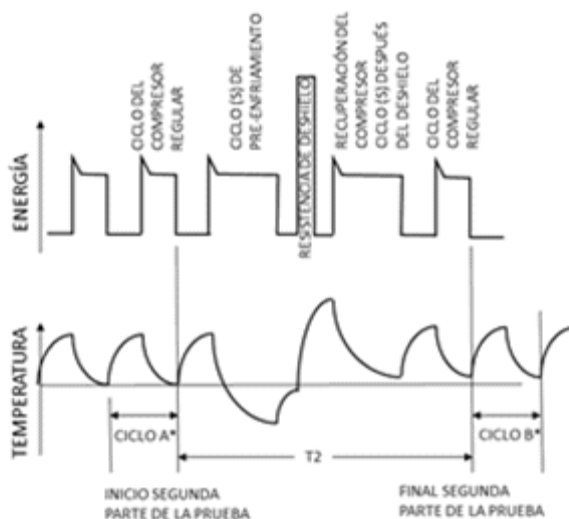 CICLO DEL
COMPRESOR
REGULAR
CICLO (S) DE
PRE-ENFRIAMIENTO
RESISTENCIA DE DESHIELO
RECUPERACIÓN DEL
COMPRESOR
CICLO (S) DESPUÉS
DEL DESHIELO
CICLO DEL
COMPRESOR
REGULAR
ENERGÍA
TEMPERATURA
CICLO A*
CICLO B*
T2
INICIO SEGUNDA
PARTE DE LA PRUEBA
FINAL SEGUNDA
PARTE DE LA PRUEBA